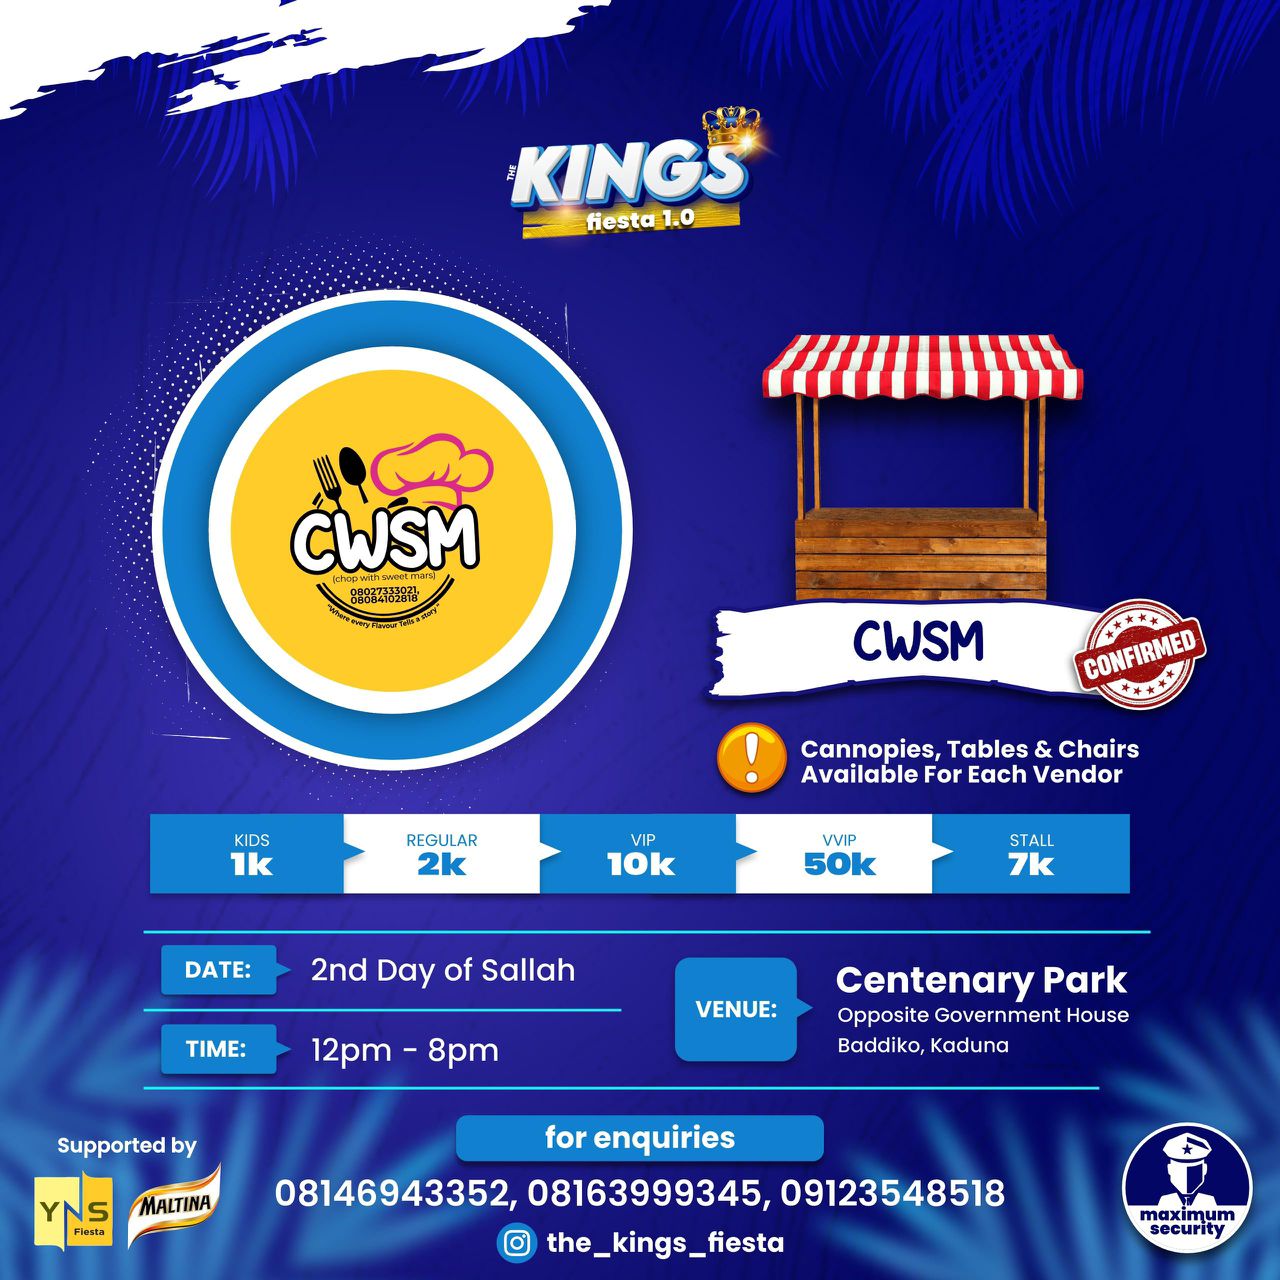 THE
KINGS
fiesta 1.0
CWSM
(chop with sweet mars)
08027333021,
08084102818
"Where every Flavour Tells a story"
CWSM
CONFIRMED
Cannopies, Tables & Chairs
Available For Each Vendor
KIDS
1k
REGULAR
2k
VIP
10k
VVIP
50k
STALL
7k
DATE:
2nd Day of Sallah
TIME:
12pm - 8pm
VENUE:
Centenary Park
Opposite Government House
Baddiko, Kaduna
Supported by
YNS
Fiesta
MALTINA
for enquiries
08146943352, 08163999345, 09123548518
the_kings_fiesta
maximum
security